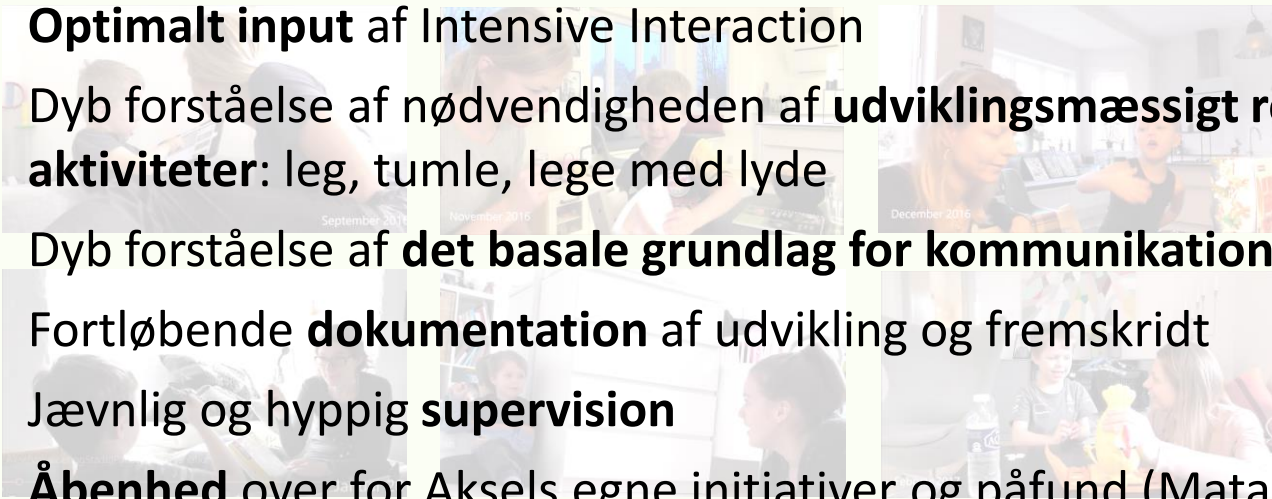 Optimalt input af Intensive Interaction
Dyb forståelse af nødvendigheden af udviklingsmæssigt
aktiviteter: leg, tumle, lege med lyde
September 2016
November 2016
December 2016
Dyb forståelse af det basale grundlag for kommunikation
Fortløbende dokumentation af udvikling og fremskridt
Jævnlig og hyppig supervision
Åbenhed over for Aksels egne initiativer og påfund (Mata